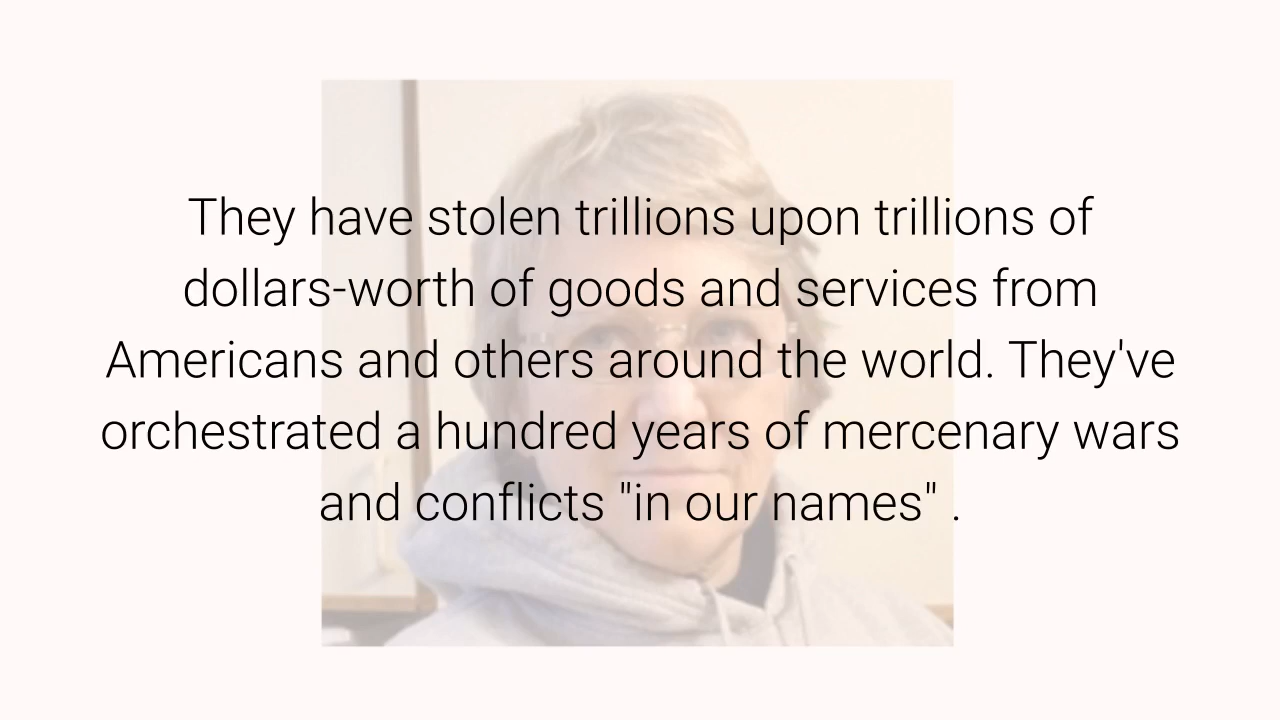 They have stolen trillions upon trillions of
dollars-worth of goods and services from
Americans and others around the world. They've
orchestrated a hundred years of mercenary wars
and conflicts "in our names" .